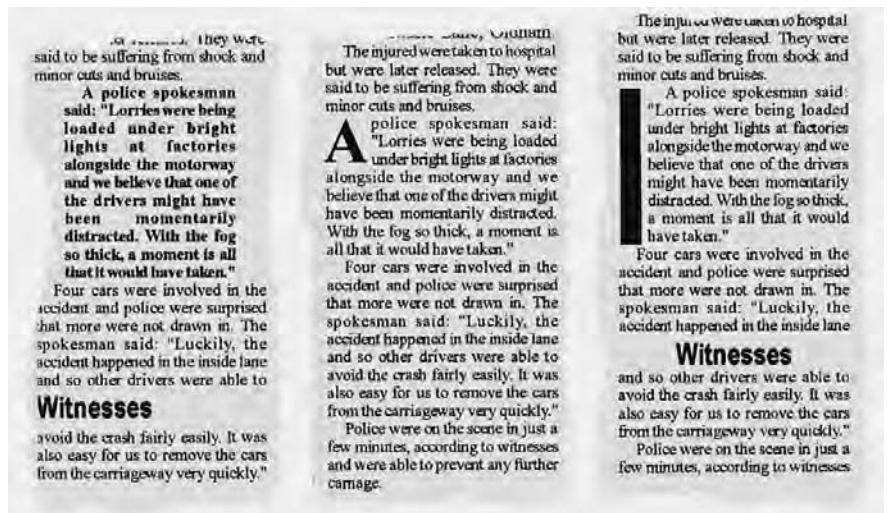 They were
said to be suffering from shock and
minor cuts and bruises.
A police spokesman
said: "Lorries were being
loaded under bright
lights at factories
alongside the motorway
and we believe that one of
the drivers might have
been momentarily
distracted. With the fog
so thick, a moment is all
that it would have taken."
Four cars were involved in the
accident and police were surprised
that more were not drawn in. The
spokesman said: "Luckily, the
accident happened in the inside lane
and so other drivers were able to
Witnesses
avoid the crash fairly easily. It was
also easy for us to remove the cars
from the carriageway very quickly."
Lane, Oldham.
The injured were taken to hospital
but were later released. They were
said to be suffering from shock and
minor cuts and bruises.
A police spokesman said:
"Lorries were being loaded
under bright lights at factories
alongside the motorway and we
believe that one of the drivers might
have been momentarily distracted.
With the fog so thick, a moment is
all that it would have taken."
Four cars were involved in the
accident and police were surprised
that more were not drawn in. The
spokesman said: "Luckily, the
accident happened in the inside lane
and so other drivers were able to
avoid the crash fairly easily. It was
also easy for us to remove the cars
from the carriageway very quickly."
Police were on the scene in just a
few minutes, according to witnesses
and were able to prevent any further
carnage.
The injured were taken to hospital
but were later released. They were
said to be suffering from shock and
minor cuts and bruises.
A police spokesman said:
"Lorries were being loaded
under bright lights at factories
alongside the motorway and we
believe that one of the drivers
might have been momentarily
distracted. With the fog so thick,
a moment is all that it would
have taken."
Four cars were involved in the
accident and police were surprised
that more were not drawn in. The
spokesman said: "Luckily, the
accident happened in the inside lane
Witnesses
and so other drivers were able to
avoid the crash fairly easily. It was
also easy for us to remove the cars
from the carriageway very quickly."
Police were on the scene in just a
few minutes, according to witnesses